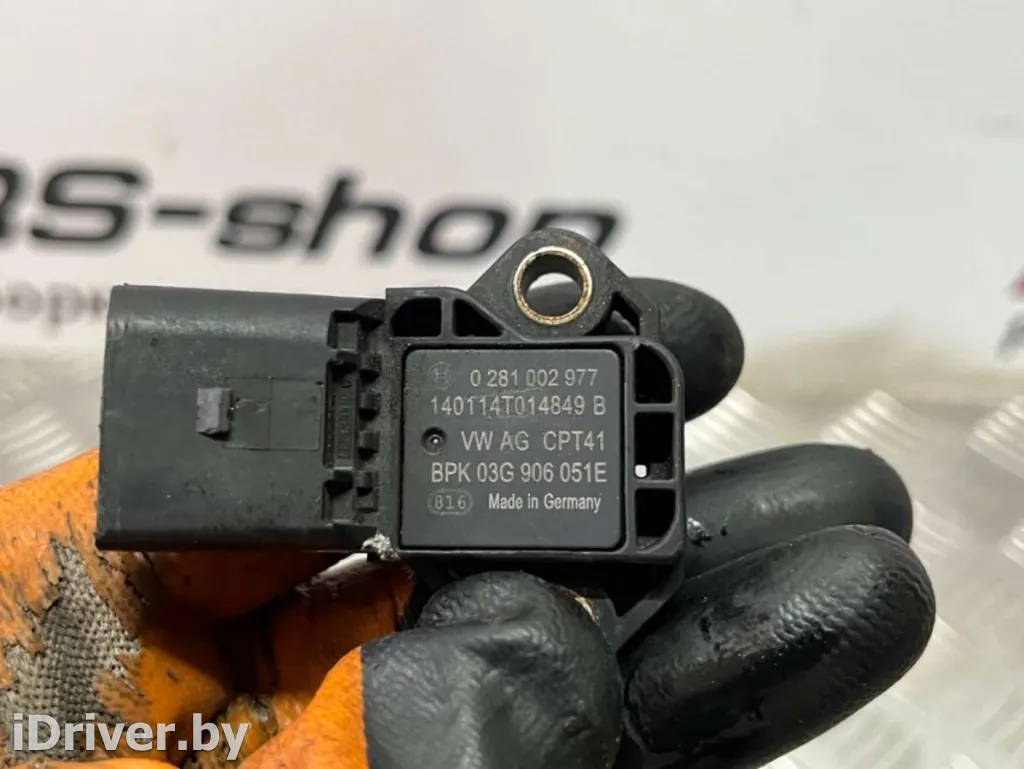 RS-shop
0 281 002 977
140114T014849 B
VW AG CPT41
BPK 03G 906 051E
816 Made in Germany
iDriver.by